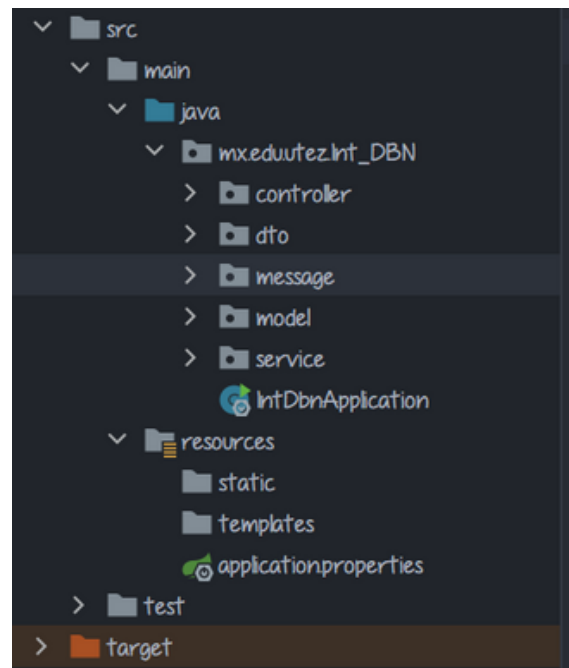 src
main
java
mx.edu.utez.Int_DBN
controller
dto
message
model
service
IntDbnApplication
resources
static
templates
application.properties
test
target